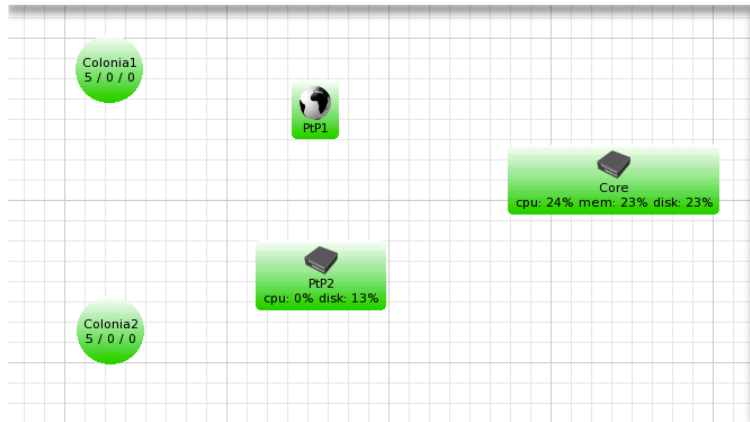 Colonia1
5 / 0 / 0
PtP1
Core
cpu: 24% mem: 23% disk: 23%
PtP2
cpu: 0% disk: 13%
Colonia2
5 / 0 / 0